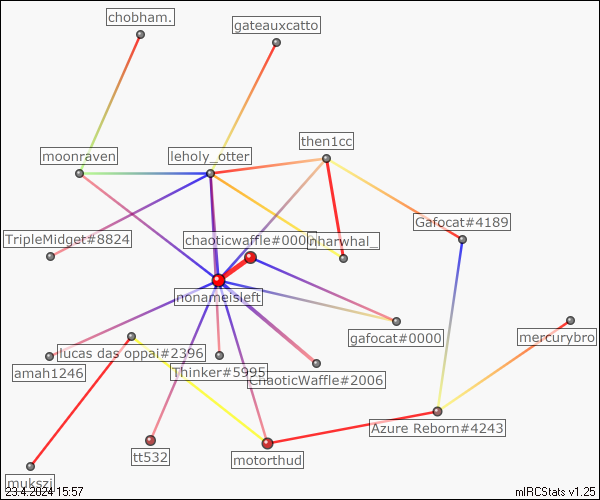 chobham.
gateauxcatto
then1cc
moonraven
leholy_otter
Gafocat#4189
TripleMidget#8824
chaoticwaffle#000
nharwhal_
nonameisleft
gafocat#0000
mercurybro
lucas das oppai#2396
amah1246
Thinker#5995
ChaoticWaffle#2006
Azure Reborn#4243
tt532
motorthud
mukszi
23.4.2024 15:57
mIRCStats v1.25